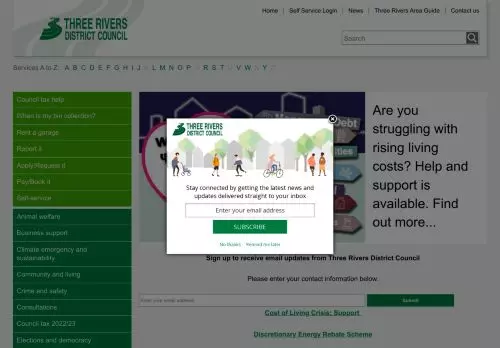 THREE RIVERS
DISTRICT COUNCIL
Home | Self Service Login | News | Three Rivers Area Guide | Contact us
Search
Services A to Z: A B C D E F G H I J K L M N O P Q R S T U V W X Y Z
Council tax help
When is my bin collection?
Rent a garage
Report it
Apply/Request it
Pay/Book it
Self-service
Animal welfare
Business support
Climate emergency and
sustainability
Community and living
Crime and safety
Consultations
Council tax 2022/23
Elections and democracy
Debt
Are you
struggling with
rising living
costs? Help and
support is
available. Find
out more...
THREE RIVERS
DISTRICT COUNCIL
Stay connected by getting the latest news and
updates delivered straight to your inbox
Enter your email address
SUBSCRIBE
No thanks Remind me later
Sign up to receive email updates from Three Rivers District Council
Please enter your contact information below.
Enter your email address
Submit
Cost of Living Crisis: Support
Discretionary Energy Rebate Scheme